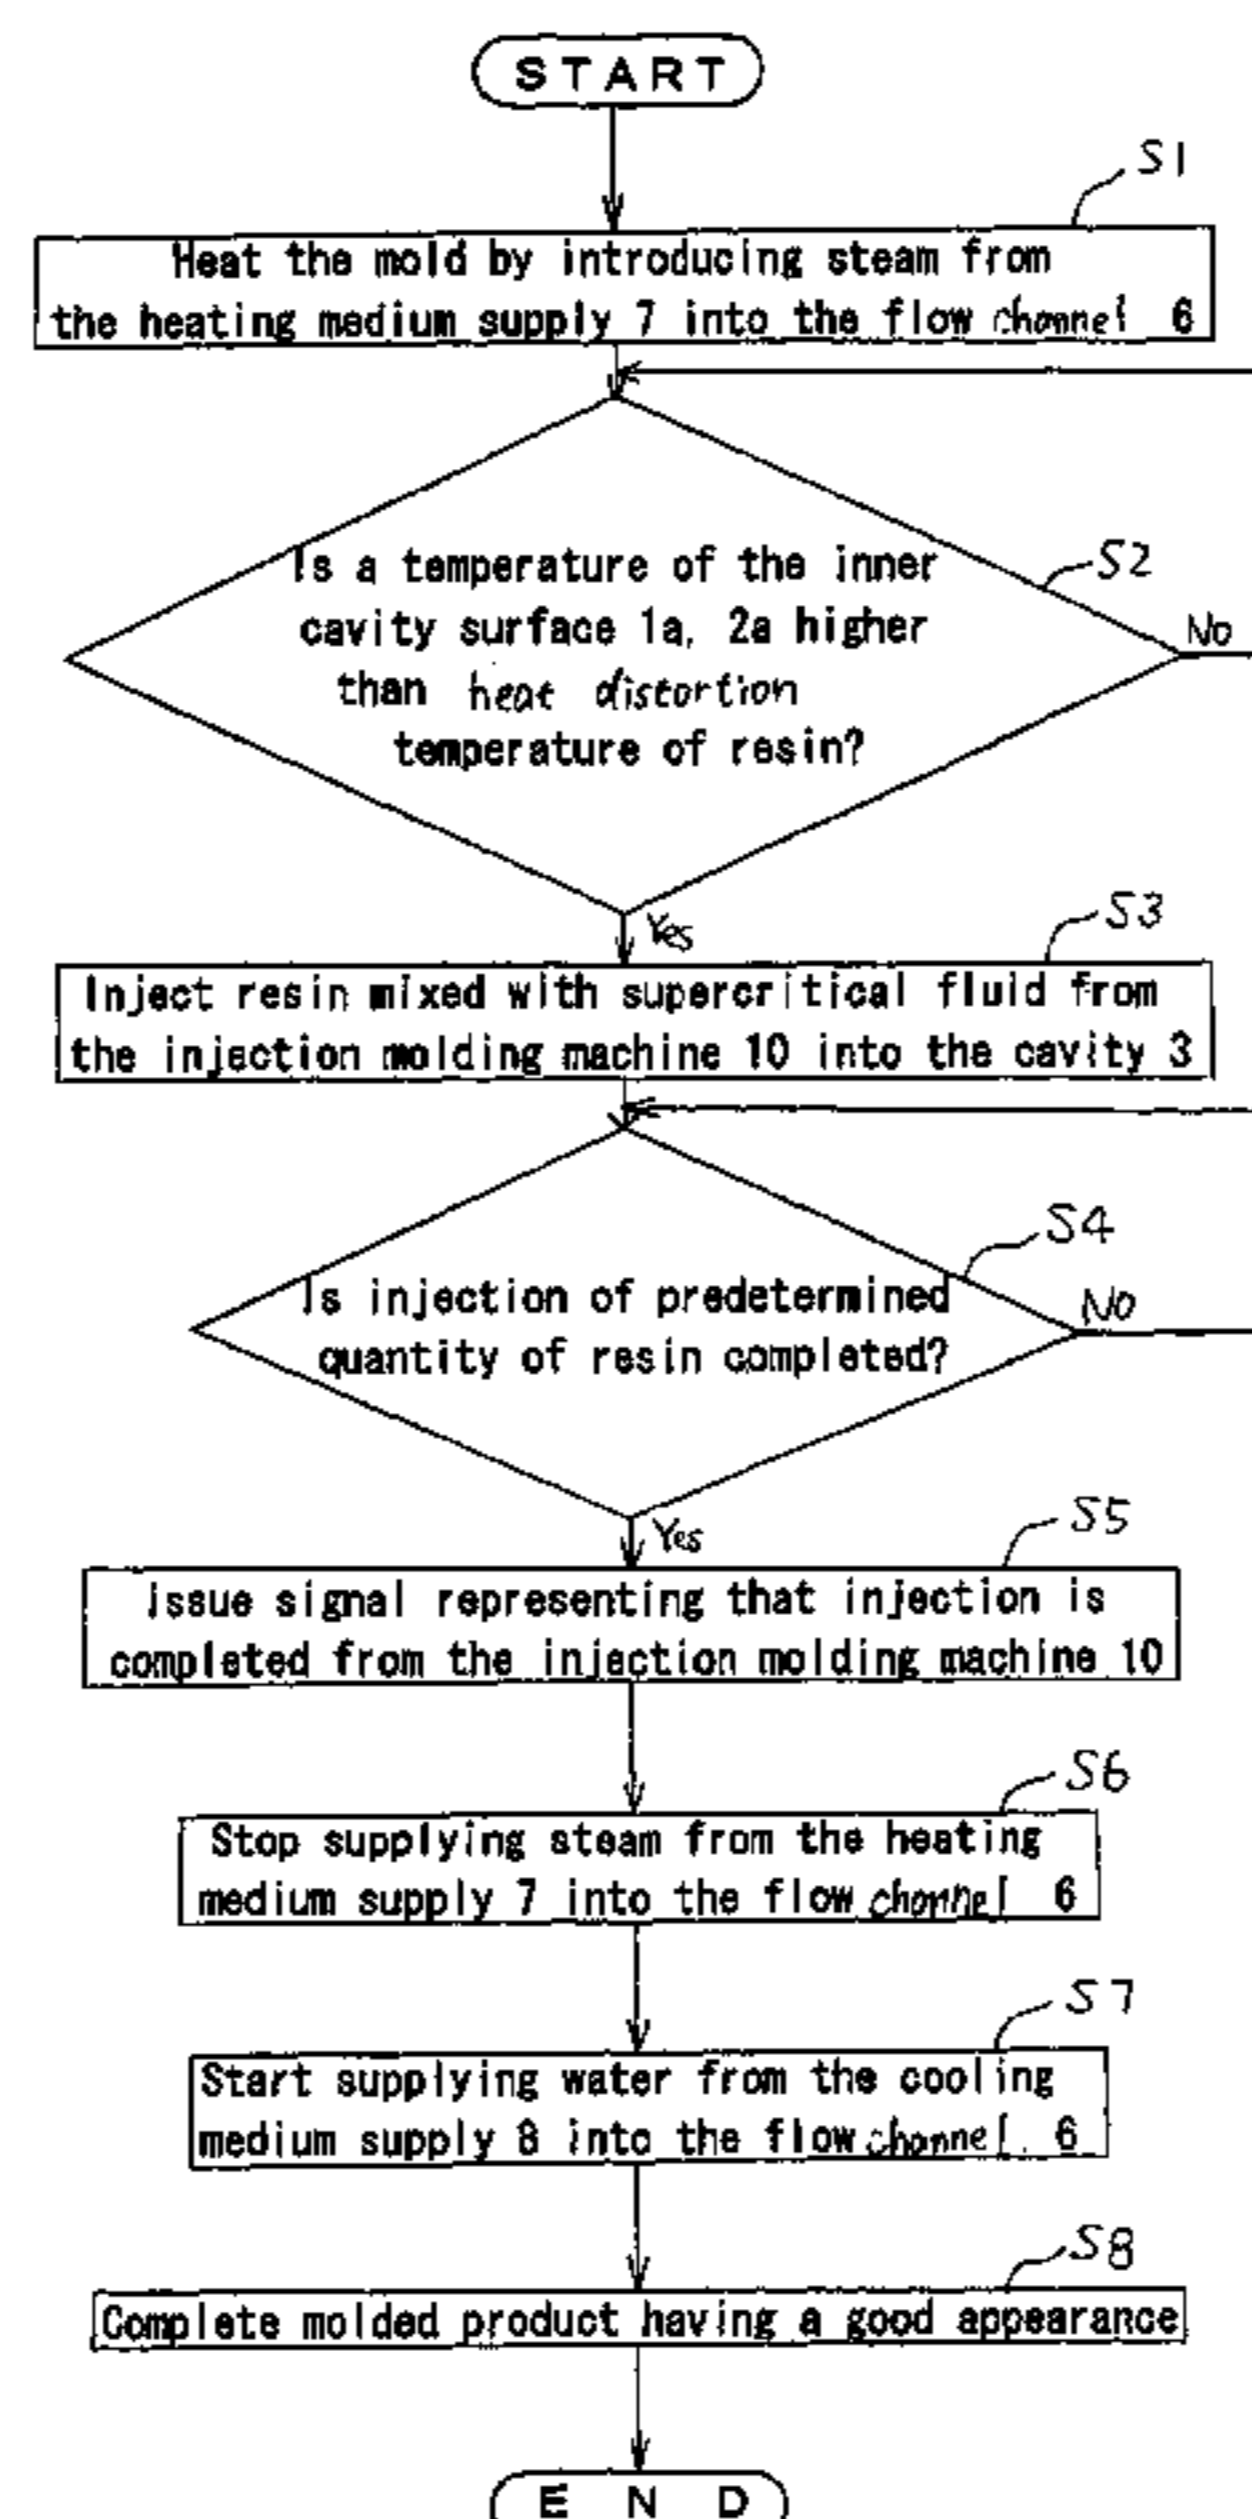 START
S1
Heat the mold by introducing steam from
the heating medium supply 7 into the flow channel 6
Is a temperature of the inner
S2
cavity surface 1a, 2a higher
No
than heat distortion
temperature of resin?
S3
Yes
Inject resin mixed with supercritical fluid from
the injection molding machine 10 into the cavity 3
S4
Is injection of predetermined
No
quantity of resin completed?
S5
Yes
Issue signal representing that injection is
completed from the injection molding machine 10
S6
Stop supplying steam from the heating
medium supply 7 into the flow channel 6
S7
Start supplying water from the cooling
medium supply 8 into the flow channel 6
S8
Complete molded product having a good appearance
END